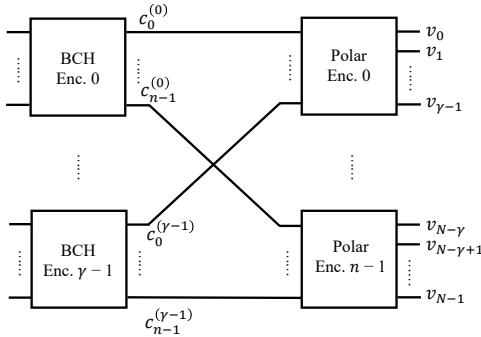 c_0^{(0)}
BCH
Enc. 0
c_{n-1}^{(0)}
Polar
Enc. 0
v_0
v_1
v_{γ-1}
BCH
Enc. γ − 1
c_0^{(γ-1)}
c_{n-1}^{(γ-1)}
Polar
Enc. n − 1
v_{N-γ}
v_{N-γ+1}
v_{N-1}